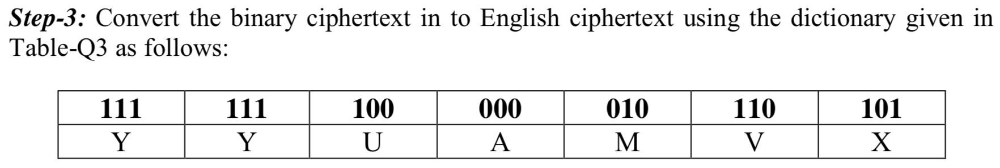 Step-3: Convert the binary ciphertext in to English ciphertext using the dictionary given in
Table-Q3 as follows:
111 111 100 000 010 110 101
Y Y U A M V X